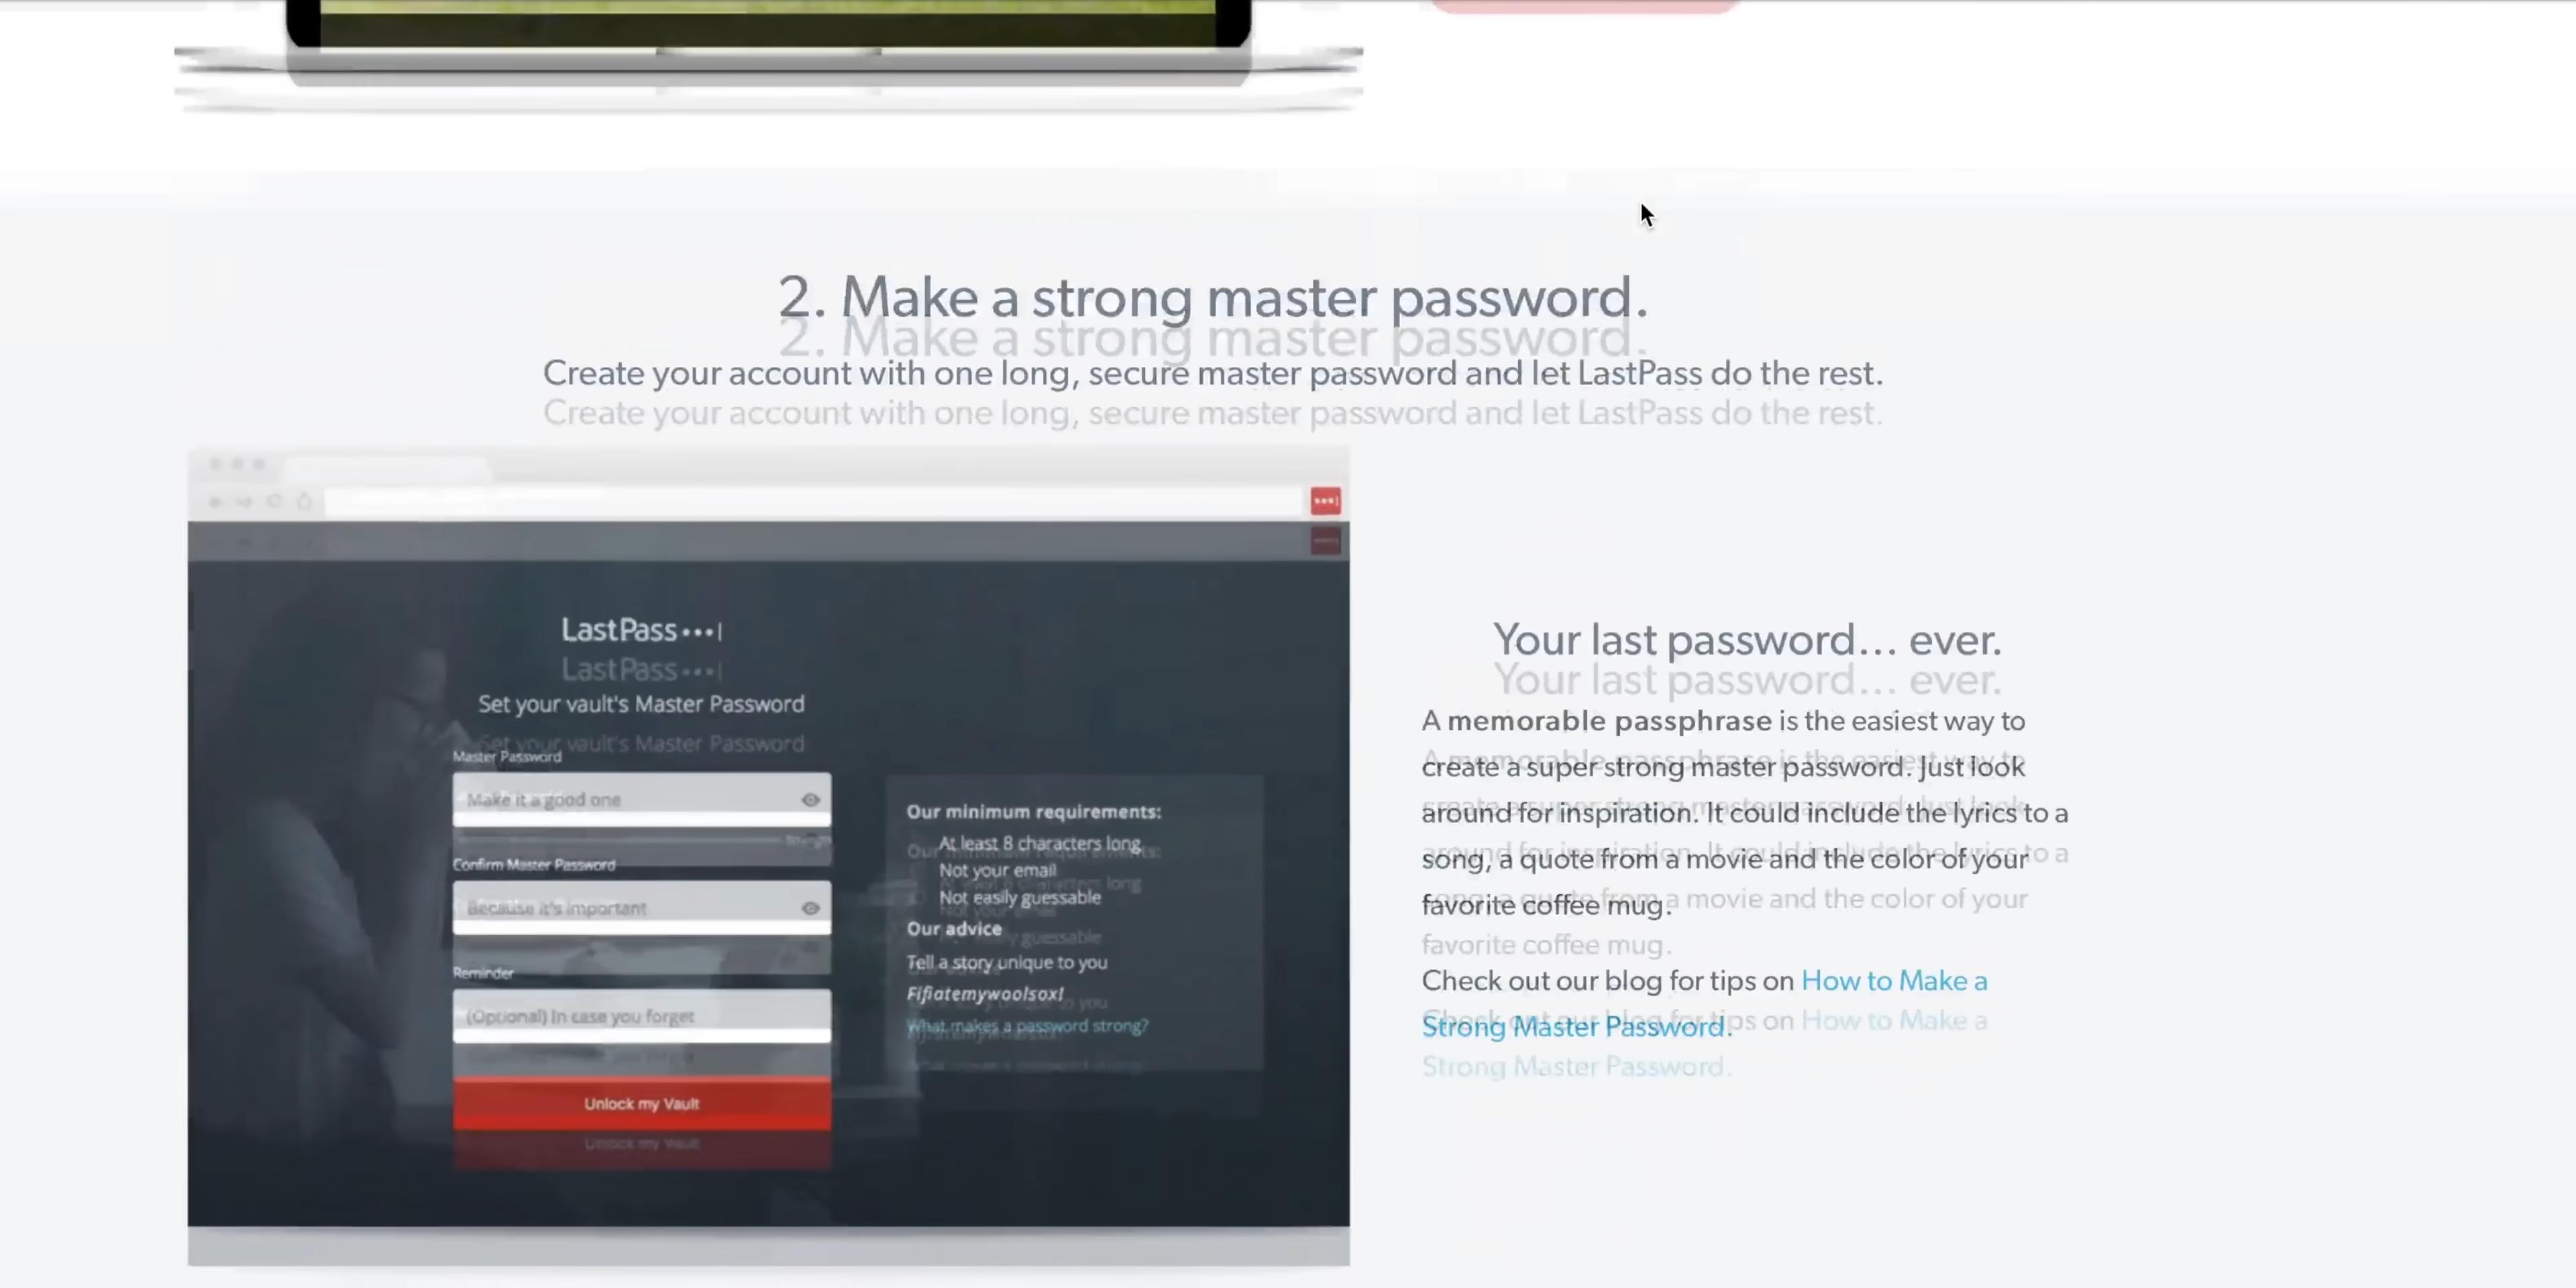 2. Make a strong master password.
Create your account with one long, secure master password and let LastPass do the rest.
LastPass •••|
Set your vault's Master Password
Master Password
Make it a good one
Confirm Master Password
Because it's important
Reminder
(Optional) In case you forget
Unlock my Vault
Our minimum requirements:
At least 8 characters long
Not your email
Not easily guessable
Our advice
Tell a story unique to you
Fifiatemywoolsox!
What makes a password strong?
Your last password... ever.
A memorable passphrase is the easiest way to
create a super strong master password. Just look
around for inspiration. It could include the lyrics to a
song, a quote from a movie and the color of your
favorite coffee mug.
Check out our blog for tips on How to Make a
Strong Master Password.